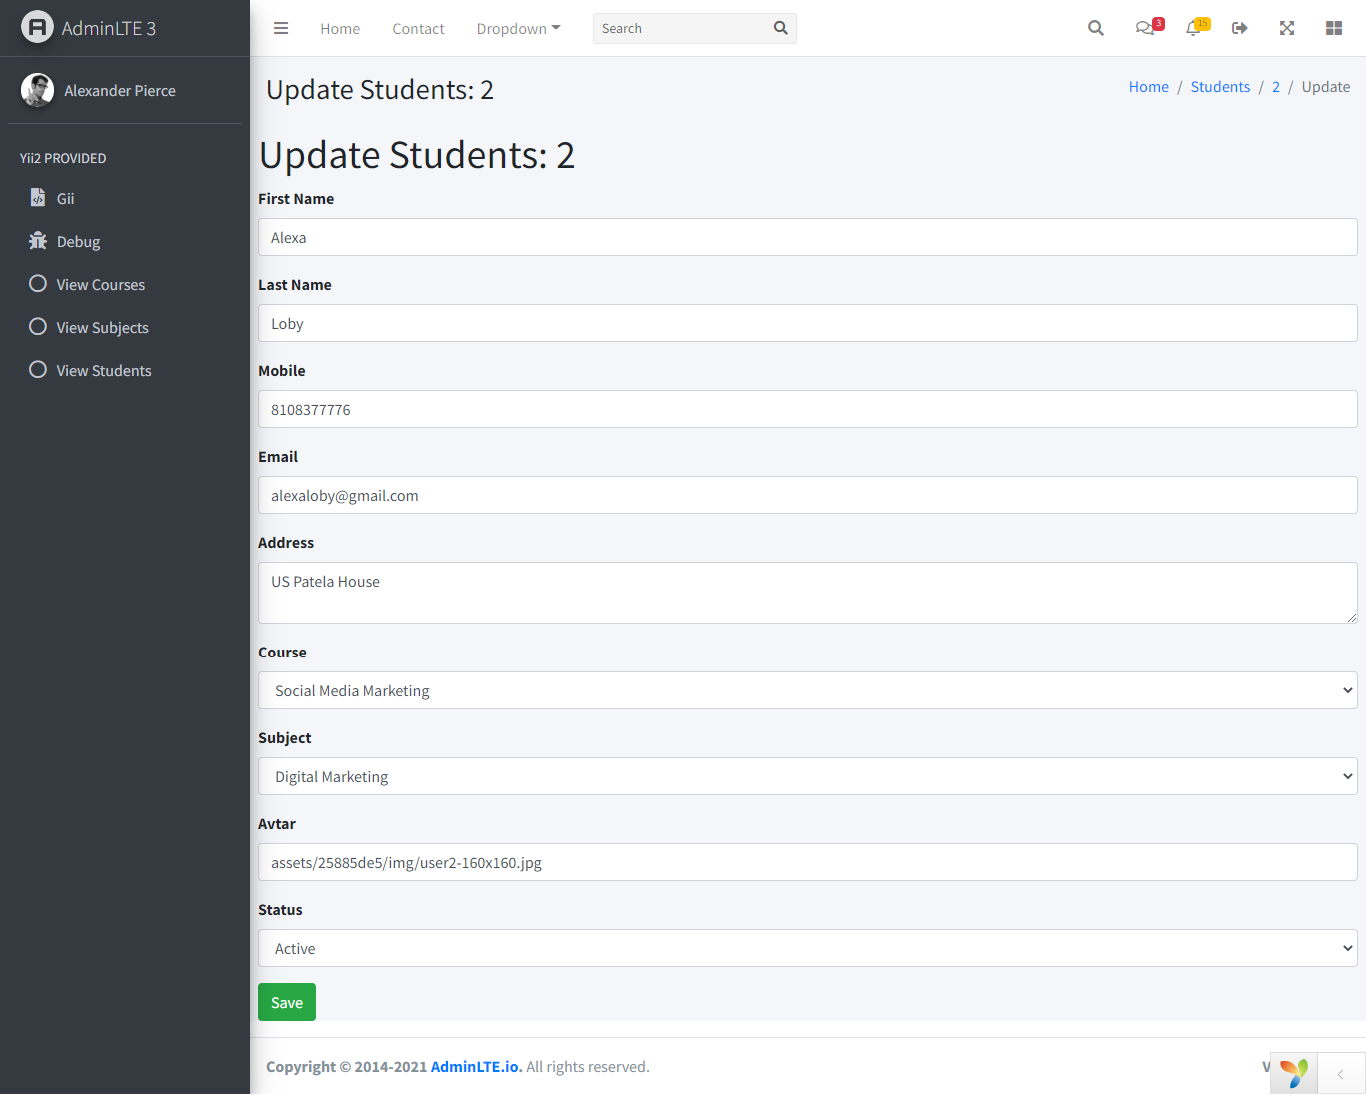 AdminLTE 3
Home Contact Dropdown Search 3 15
Alexander Pierce
Update Students: 2
Home / Students / 2 / Update
Yii2 PROVIDED
Gii
Debug
View Courses
View Subjects
View Students
Update Students: 2
First Name
Alexa
Last Name
Loby
Mobile
8108377776
Email
alexaloby@gmail.com
Address
US Patela House
Course
Social Media Marketing
Subject
Digital Marketing
Avtar
assets/25885de5/img/user2-160x160.jpg
Status
Active
Save
Copyright © 2014-2021 AdminLTE.io. All rights reserved.